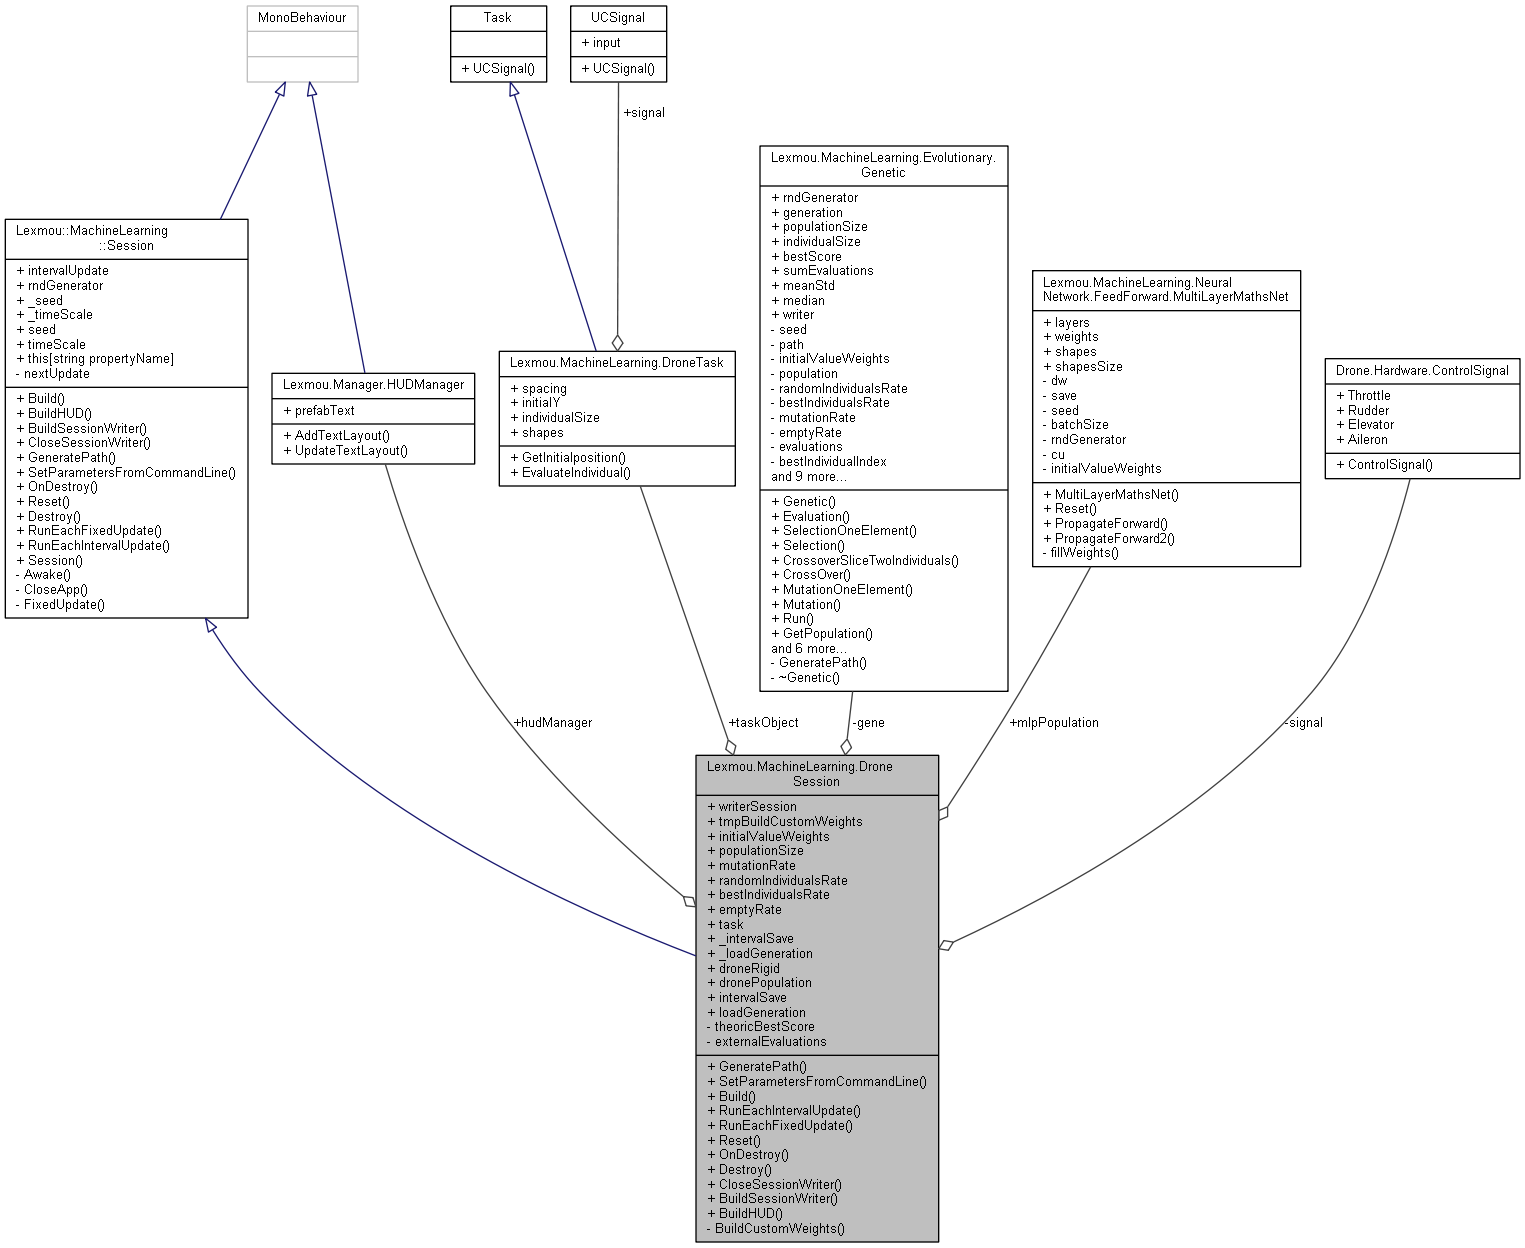 MonoBehaviour
Task
+ UCSignal()
UCSignal
+ input
+ UCSignal()
+signal
Lexmou.MachineLearning.Evolutionary.
Genetic
+ rndGenerator
+ generation
+ populationSize
+ individualSize
+ bestScore
+ sumEvaluations
+ meanStd
+ median
+ writer
- seed
- path
- initialValueWeights
- population
- randomIndividualsRate
- bestIndividualsRate
- mutationRate
- emptyRate
- evaluations
- bestIndividualIndex
and 9 more...
+ Genetic()
+ Evaluation()
+ SelectionOneElement()
+ Selection()
+ CrossoverSliceTwoIndividuals()
+ CrossOver()
+ MutationOneElement()
+ Mutation()
+ Run()
+ GetPopulation()
and 6 more...
- GeneratePath()
- ~Genetic()
Lexmou::MachineLearning
::Session
+ intervalUpdate
+ rndGenerator
+ _seed
+ _timeScale
+ seed
+ timeScale
+ this[string propertyName]
- nextUpdate
+ Build()
+ BuildHUD()
+ BuildSessionWriter()
+ CloseSessionWriter()
+ GeneratePath()
+ SetParametersFromCommandLine()
+ OnDestroy()
+ Reset()
+ Destroy()
+ RunEachFixedUpdate()
+ RunEachIntervalUpdate()
+ Session()
- Awake()
- CloseApp()
- FixedUpdate()
Lexmou.Manager.HUDManager
+ prefabText
+ AddTextLayout()
+ UpdateTextLayout()
Lexmou.MachineLearning.DroneTask
+ spacing
+ initialY
+ individualSize
+ shapes
+ GetInitialposition()
+ EvaluateIndividual()
Lexmou.MachineLearning.Neural
Network.FeedForward.MultiLayerMathsNet
+ layers
+ weights
+ shapes
+ shapesSize
- dw
- save
- seed
- batchSize
- rndGenerator
- cu
- initialValueWeights
+ MultiLayerMathsNet()
+ Reset()
+ PropagateForward()
+ PropagateForward2()
- fillWeights()
Drone.Hardware.ControlSignal
+ Throttle
+ Rudder
+ Elevator
+ Aileron
+ ControlSignal()
+hudManager
+taskObject
-gene
+mlpPopulation
-signal
Lexmou.MachineLearning.Drone
Session
+ writerSession
+ tmpBuildCustomWeights
+ initialValueWeights
+ populationSize
+ mutationRate
+ randomIndividualsRate
+ bestIndividualsRate
+ emptyRate
+ task
+ _intervalSave
+ _loadGeneration
+ droneRigid
+ dronePopulation
+ intervalSave
+ loadGeneration
- theoricBestScore
- externalEvaluations
+ GeneratePath()
+ SetParametersFromCommandLine()
+ Build()
+ RunEachIntervalUpdate()
+ RunEachFixedUpdate()
+ Reset()
+ OnDestroy()
+ Destroy()
+ CloseSessionWriter()
+ BuildSessionWriter()
+ BuildHUD()
- BuildCustomWeights()